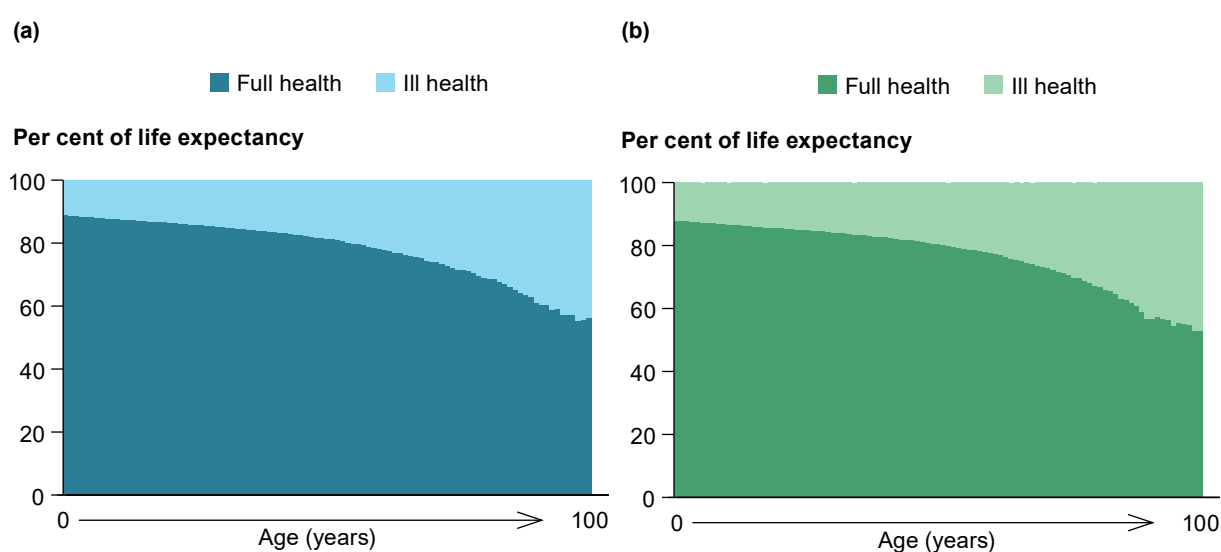 (a)
Full health Ill health
Per cent of life expectancy
100
80
60
40
20
0
0 100
Age (years)
(b)
Full health Ill health
Per cent of life expectancy
100
80
60
40
20
0
0 100
Age (years)